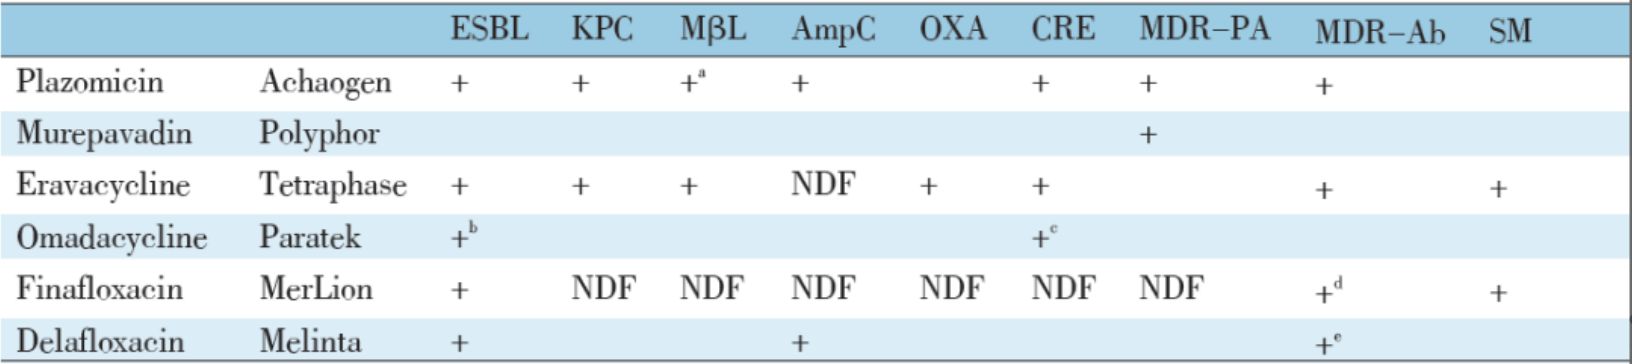 ESBL KPC MβL AmpC OXA CRE MDR–PA MDR–Ab SM
Plazomicin Achaogen + + +ᵃ + + + +
Murepavadin Polyphor +
Eravacycline Tetraphase + + + NDF + + + +
Omadacycline Paratek +ᵇ +ᶜ
Finafloxacin MerLion + NDF NDF NDF NDF NDF NDF +ᵈ +
Delafloxacin Melinta + + +ᵉ